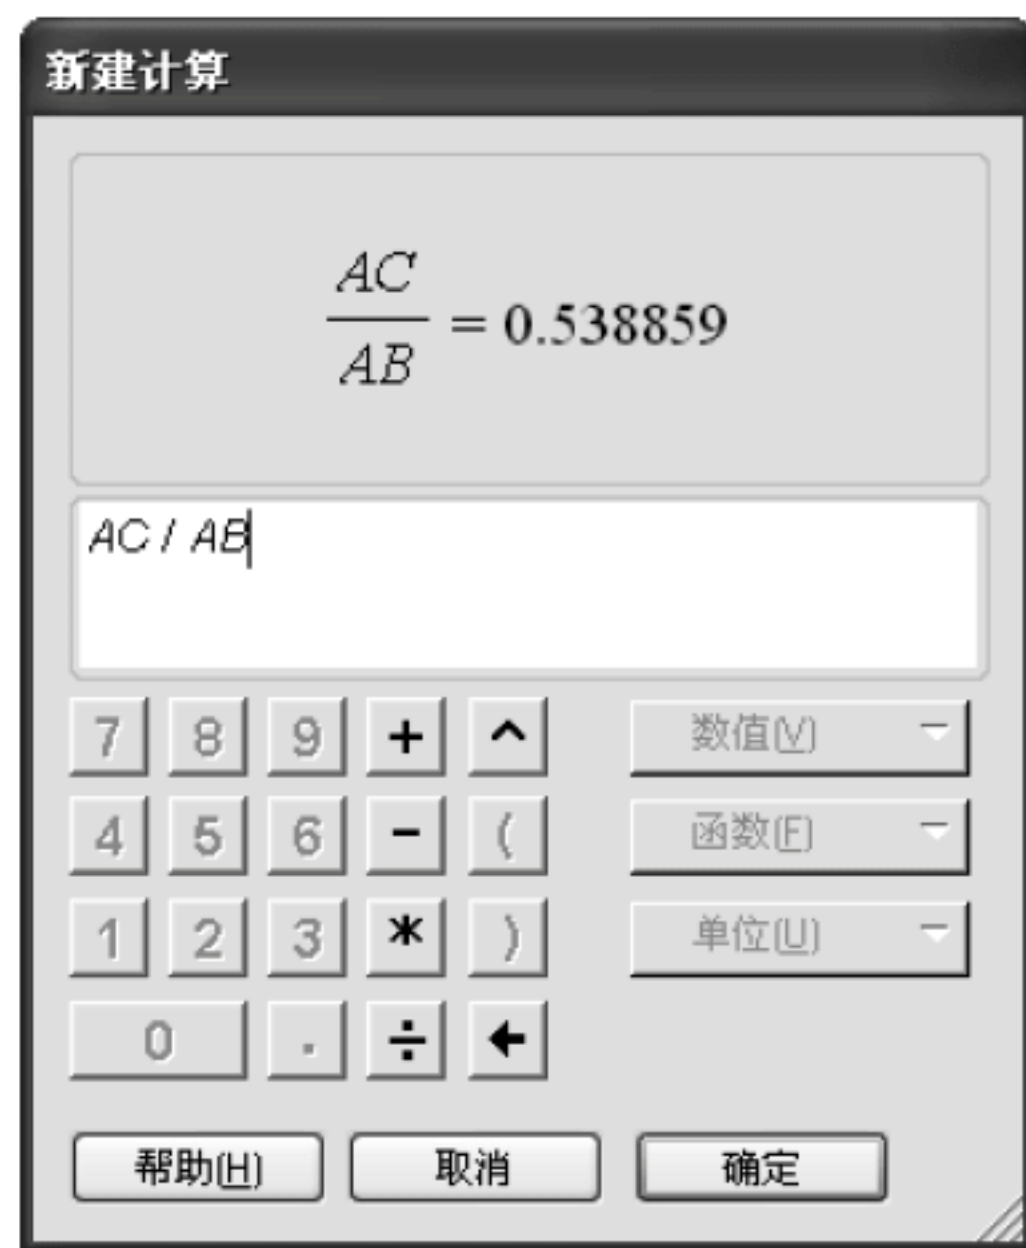 新建计算
AC
AB
= 0.538859
AC / AB
7 8 9 + ^ 数值(V)
4 5 6 - ( 函数(F)
1 2 3 * ) 单位(U)
0 . ÷ ←
帮助(H) 取消 确定